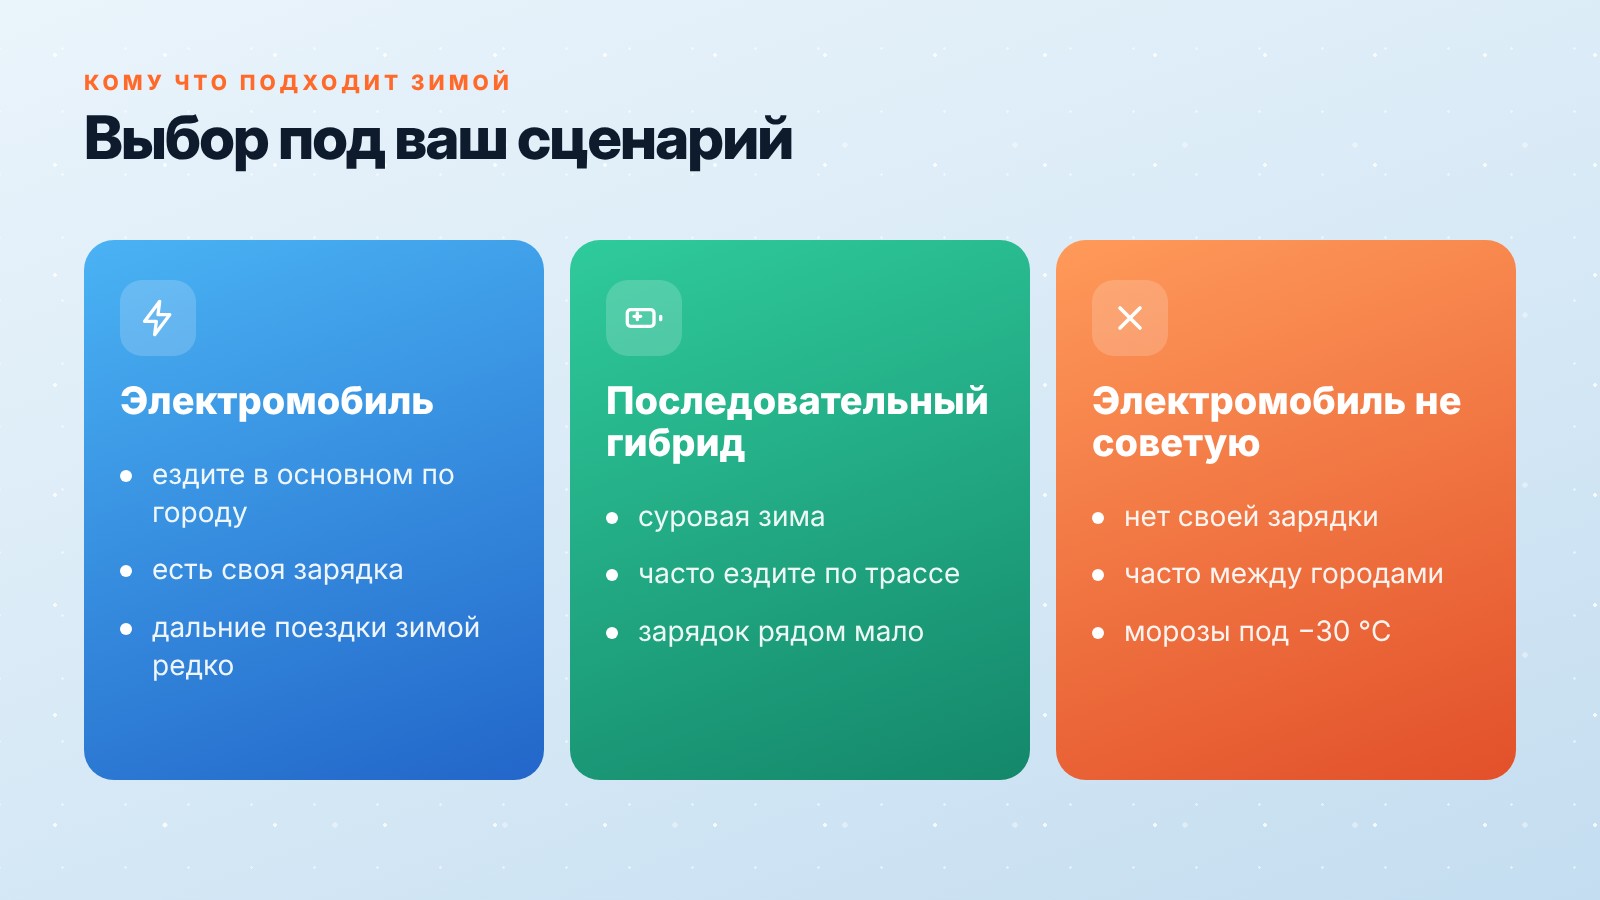 КОМУ ЧТО ПОДХОДИТ ЗИМОЙ
Выбор под ваш сценарий
Электромобиль
ездите в основном по
городу
есть своя зарядка
дальние поездки зимой
редко
Последовательный
гибрид
суровая зима
часто ездите по трассе
зарядок рядом мало
Электромобиль не
советую
нет своей зарядки
часто между городами
морозы под −30 °C